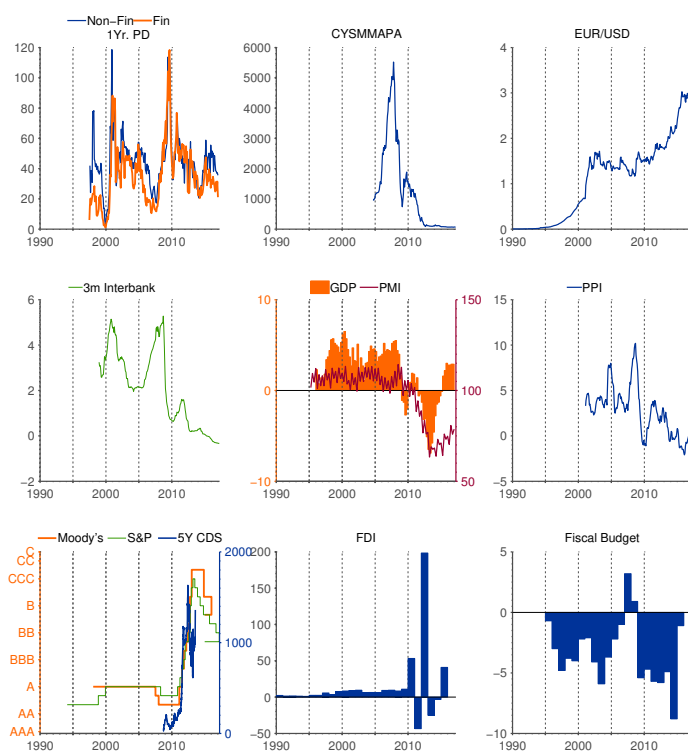 Non-Fin Fin
1Yr. PD CYSMMAPA EUR/USD
120 6000 4
100 5000
80 4000 3
60 3000 2
40 2000
20 1000 1
0 0 0
1990 2000 2010 1990 2000 2010 1990 2000 2010
3m Interbank GDP PMI PPI
6 10 150 15
4 10
2 0 100 5
0 0
-2 -10 50 -5
1990 2000 2010 1990 2000 2010 1990 2000 2010
Moody's S&P 5Y CDS FDI Fiscal Budget
C 2000 200 5
CC
CCC 150
B 0
BB 1000 100
BBB 50
A -5
AA 0
AAA 0 -50 -10
1990 2000 2010 1990 2000 2010 1990 2000 2010